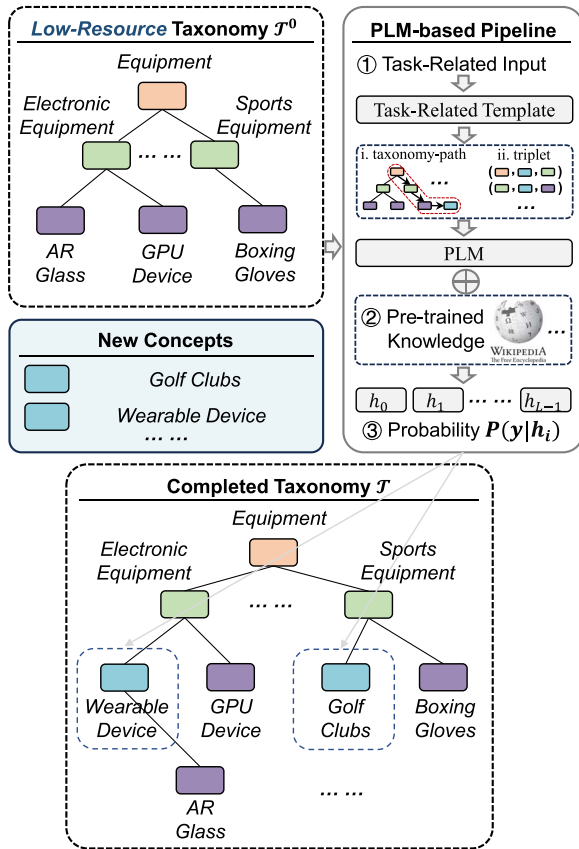 Low-Resource Taxonomy 𝒯⁰
Equipment
Electronic
Equipment
Sports
Equipment
... ...
AR
Glass
GPU
Device
Boxing
Gloves
New Concepts
Golf Clubs
Wearable Device
... ...
PLM-based Pipeline
① Task-Related Input
Task-Related Template
i. taxonomy-path
ii. triplet
...
( , , )
( , , )
...
PLM
② Pre-trained
Knowledge
WIKIPEDIA
The Free Encyclopedia
...
h₀ h₁ ... ... h_{L−1}
③ Probability P(y|hᵢ)
Completed Taxonomy 𝒯
Equipment
Electronic
Equipment
Sports
Equipment
... ...
Wearable
Device
GPU
Device
Golf
Clubs
Boxing
Gloves
AR
Glass
... ...